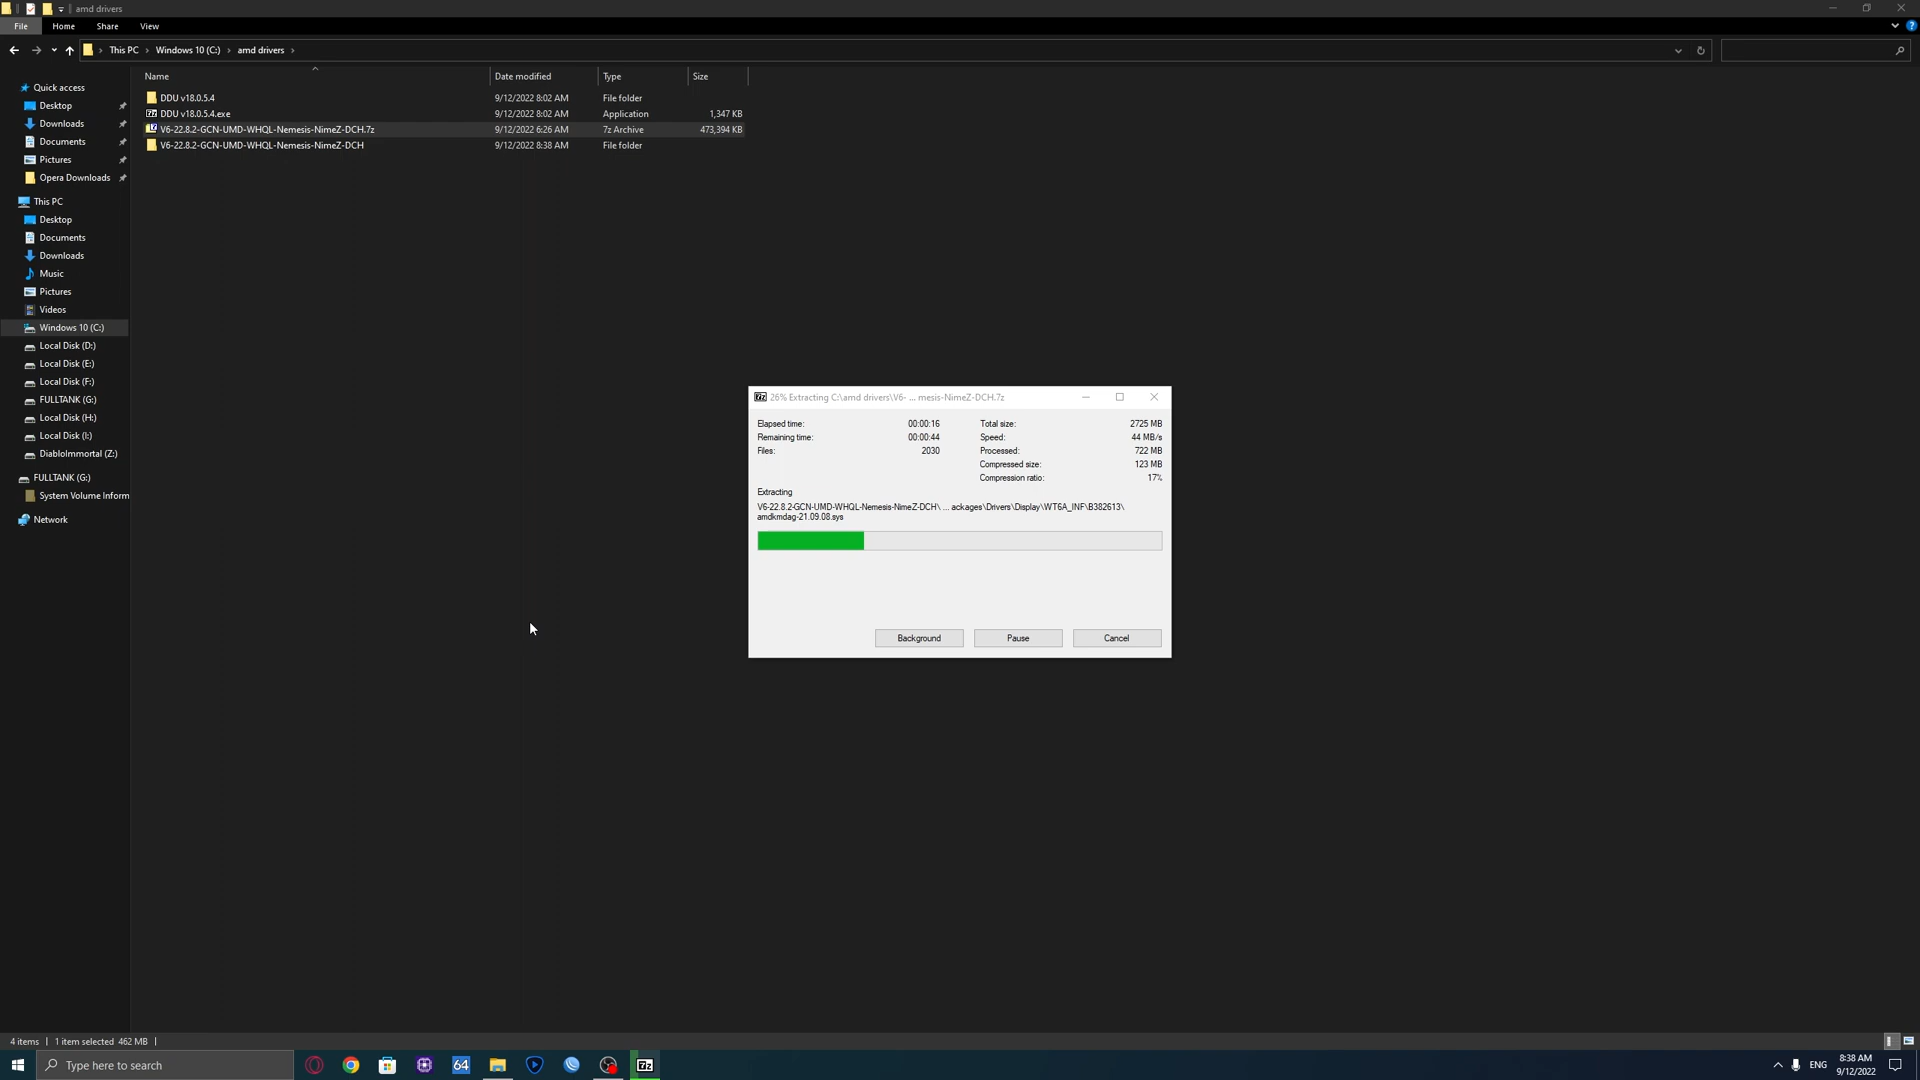 amd drivers
File Home Share View
This PC Windows 10 (C:) amd drivers
Name Date modified Type Size
DDU v18.0.5.4 9/12/2022 8:02 AM File folder
DDU v18.0.5.4.exe 9/12/2022 8:02 AM Application 1,347 KB
V6-22.8.2-GCN-UMD-WHQL-Nemesis-NimeZ-DCH.7z 9/12/2022 6:26 AM 7z Archive 473,394 KB
V6-22.8.2-GCN-UMD-WHQL-Nemesis-NimeZ-DCH 9/12/2022 8:38 AM File folder
Quick access
Desktop
Downloads
Documents
Pictures
Opera Downloads
This PC
Desktop
Documents
Downloads
Music
Pictures
Videos
Windows 10 (C:)
Local Disk (D:)
Local Disk (E:)
Local Disk (F:)
FULLTANK (G:)
Local Disk (H:)
Local Disk (I:)
DiabloImmortal (Z:)
FULLTANK (G:)
System Volume Inform
Network
26% Extracting C:\amd drivers\V6- ... mesis-NimeZ-DCH.7z
Elapsed time: 00:00:16 Total size: 2725 MB
Remaining time: 00:00:44 Speed: 44 MB/s
Files: 2030 Processed: 722 MB
Compressed size: 123 MB
Compression ratio: 17%
Extracting
V6-22.8.2-GCN-UMD-WHQL-Nemesis-NimeZ-DCH\ ... ackages\Drivers\Display\WT6A_INF\B382613\
amdkmdag-21.09.08.sys
Background Pause Cancel
4 items 1 item selected 462 MB
Type here to search
64
7z
ENG
8:38 AM
9/12/2022